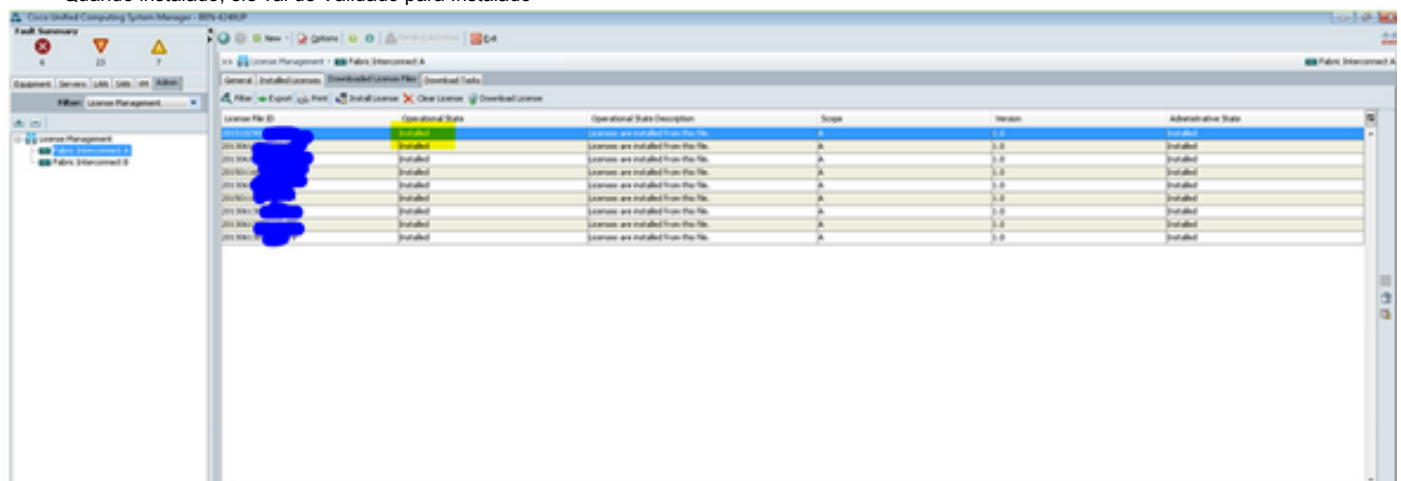 Quando instalado, ele vai de Validado para Instalado
Cisco Unified Computing System Manager - BEN-6248UP
Fault Summary
6 23 7
New Options Pending Activities Exit
>> License Management Fabric Interconnect A
Fabric Interconnect A
Equipment Servers LAN SAN VM Admin
General Installed Licenses Downloaded License Files Download Tasks
Filter: License Management
Filter Export Print Install License Clear License Download License
License File ID Operational State Operational State Description Scope Version Administrative State
License Management
Fabric Interconnect A
Fabric Interconnect B
Installed Licenses are installed from this file. A 1.0 Installed
Installed Licenses are installed from this file. A 1.0 Installed
Installed Licenses are installed from this file. A 1.0 Installed
Installed Licenses are installed from this file. A 1.0 Installed
Installed Licenses are installed from this file. A 1.0 Installed
Installed Licenses are installed from this file. A 1.0 Installed
Installed Licenses are installed from this file. A 1.0 Installed
Installed Licenses are installed from this file. A 1.0 Installed
Installed Licenses are installed from this file. A 1.0 Installed